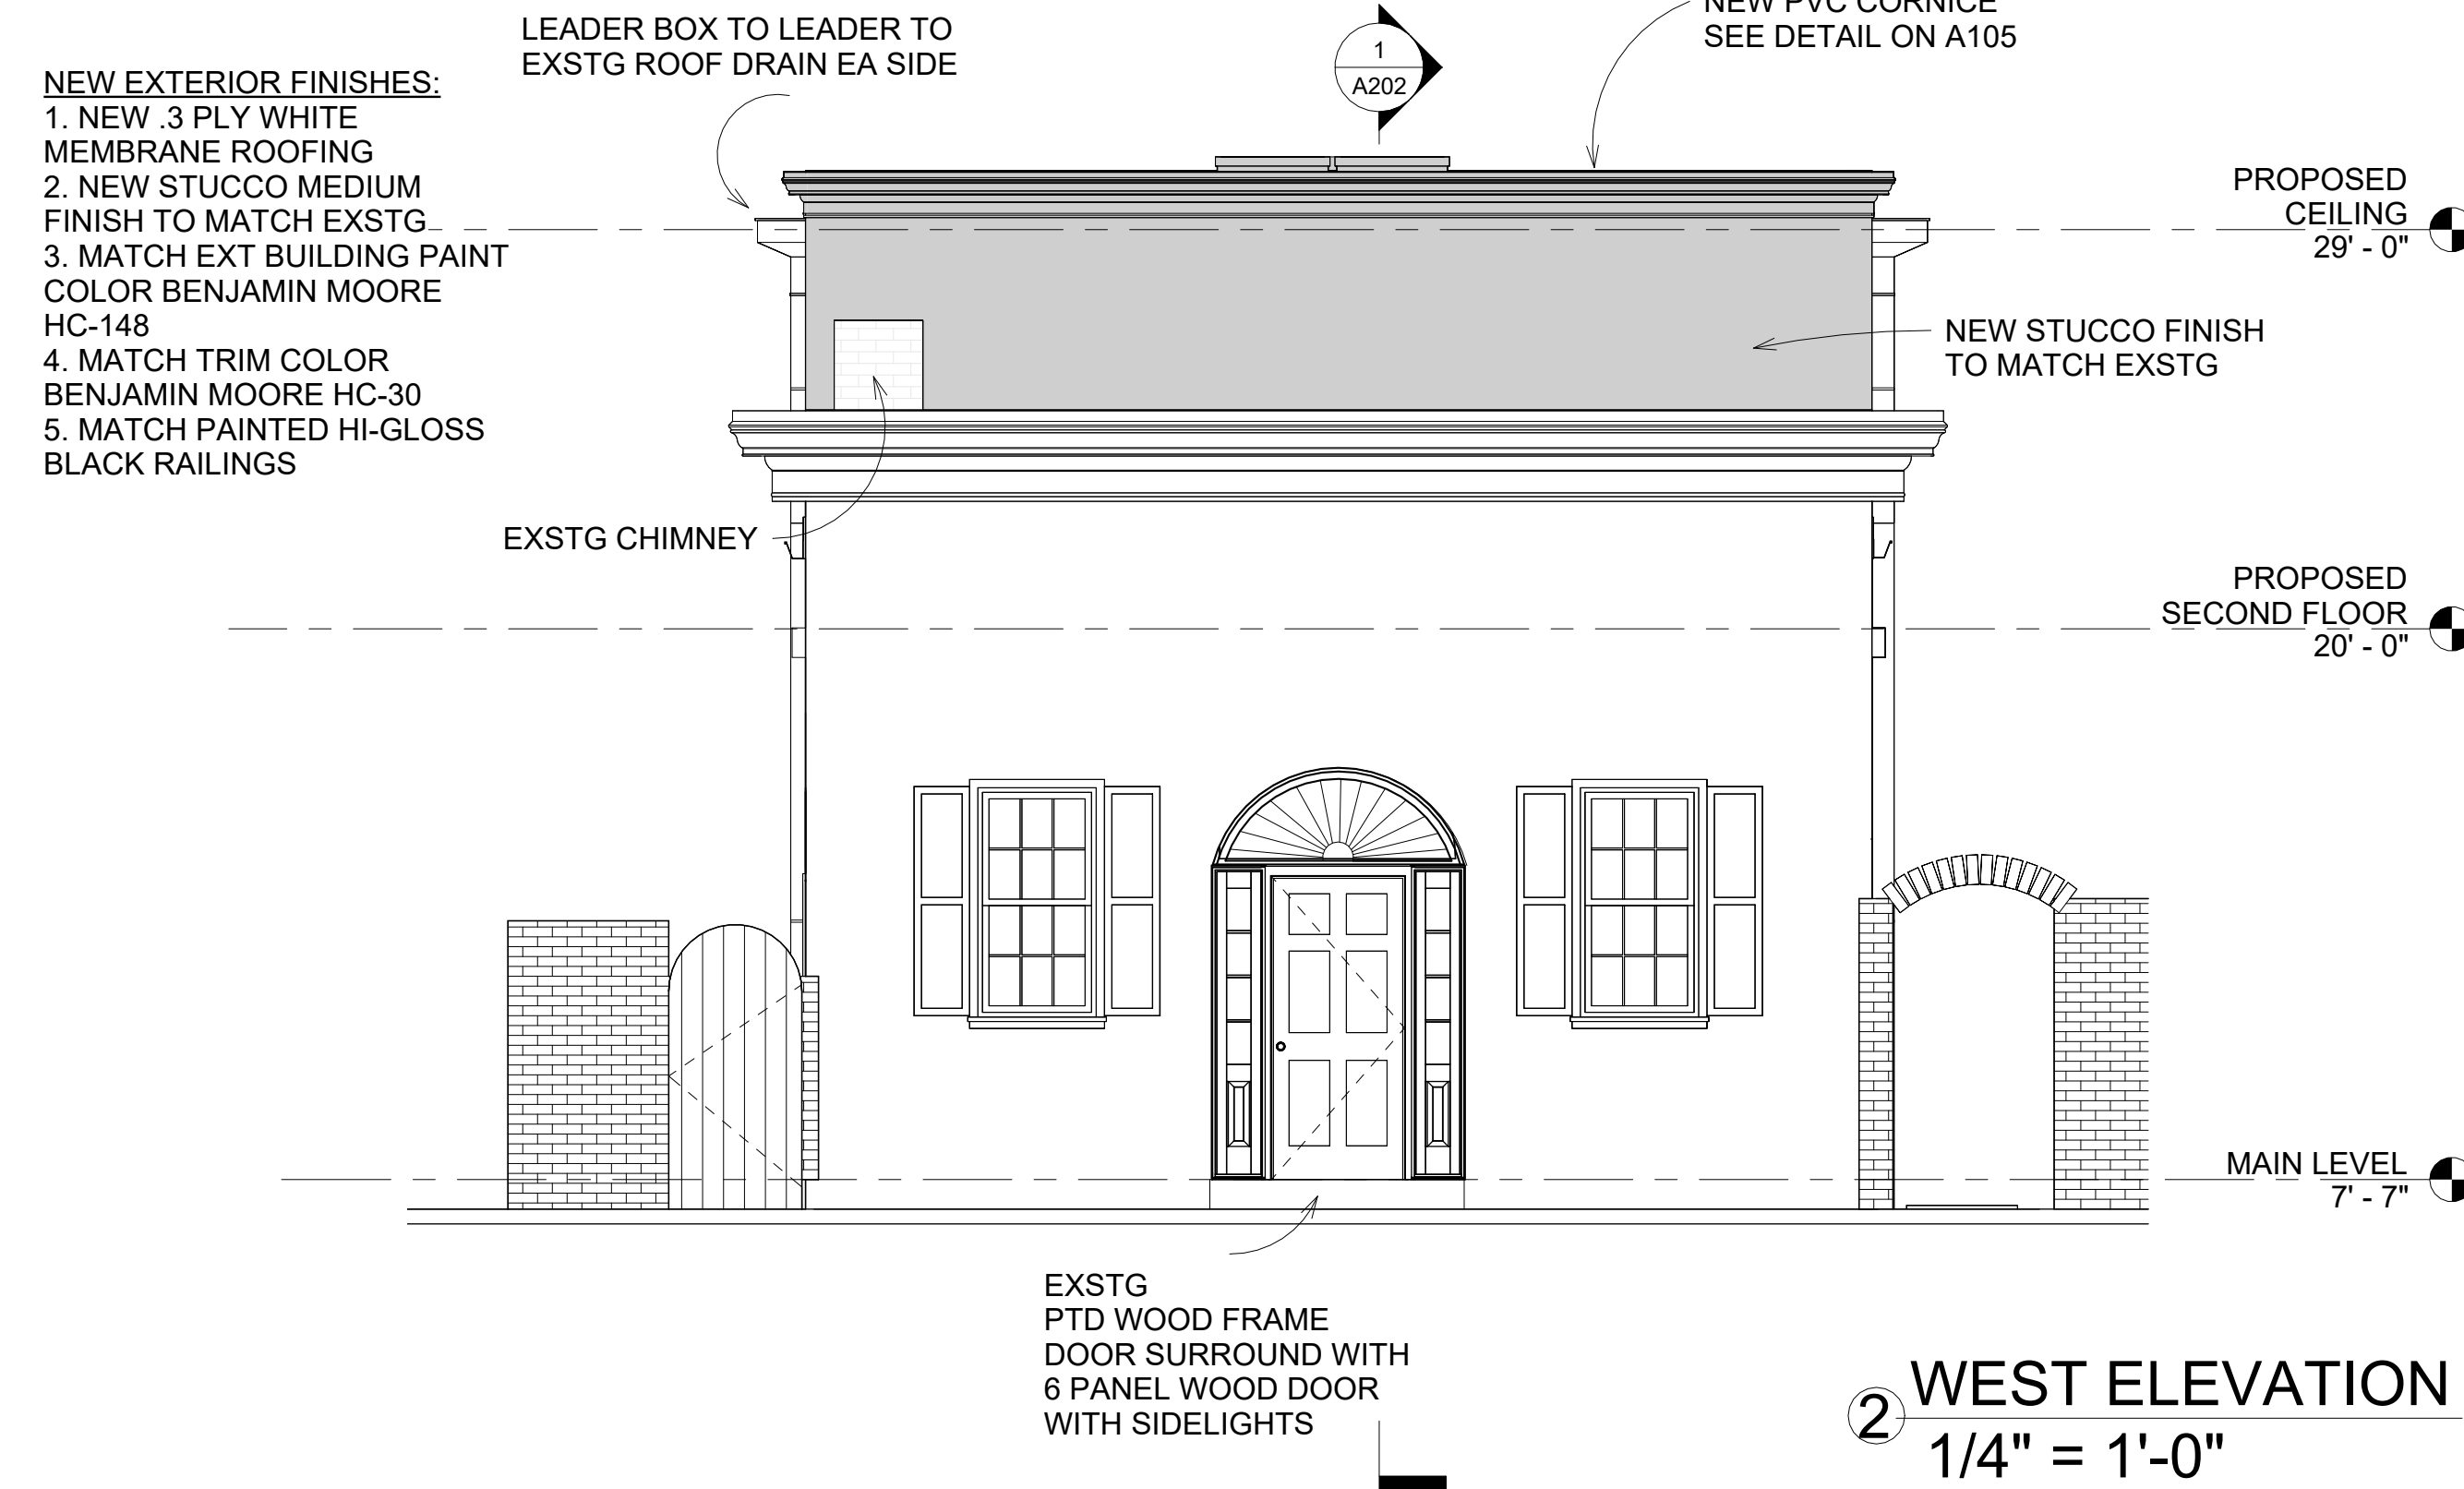 LEADER BOX TO LEADER TO
EXSTG ROOF DRAIN EA SIDE
NEW EXTERIOR FINISHES:
1. NEW .3 PLY WHITE
MEMBRANE ROOFING
2. NEW STUCCO MEDIUM
FINISH TO MATCH EXSTG
3. MATCH EXT BUILDING PAINT
COLOR BENJAMIN MOORE
HC-148
4. MATCH TRIM COLOR
BENJAMIN MOORE HC-30
5. MATCH PAINTED HI-GLOSS
BLACK RAILINGS
1
A202
NEW PVC CORNICE
SEE DETAIL ON A105
PROPOSED
CEILING
29' - 0"
NEW STUCCO FINISH
TO MATCH EXSTG
EXSTG CHIMNEY
PROPOSED
SECOND FLOOR
20' - 0"
MAIN LEVEL
7' - 7"
EXSTG
PTD WOOD FRAME
DOOR SURROUND WITH
6 PANEL WOOD DOOR
WITH SIDELIGHTS
2
WEST ELEVATION
1/4" = 1'-0"